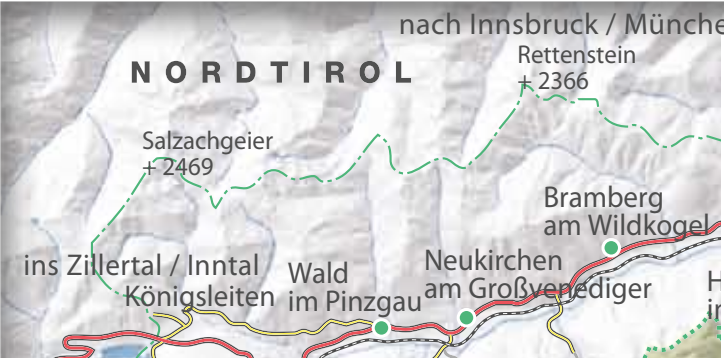 nach Innsbruck / Münche
Rettenstein
+ 2366
NORDTIROL
Salzachgeier
+ 2469
Bramberg
am Wildkogel
ins Zillertal / Inntal
Königsleiten
Wald
im Pinzgau
Neukirchen
am Großvenediger
H
in